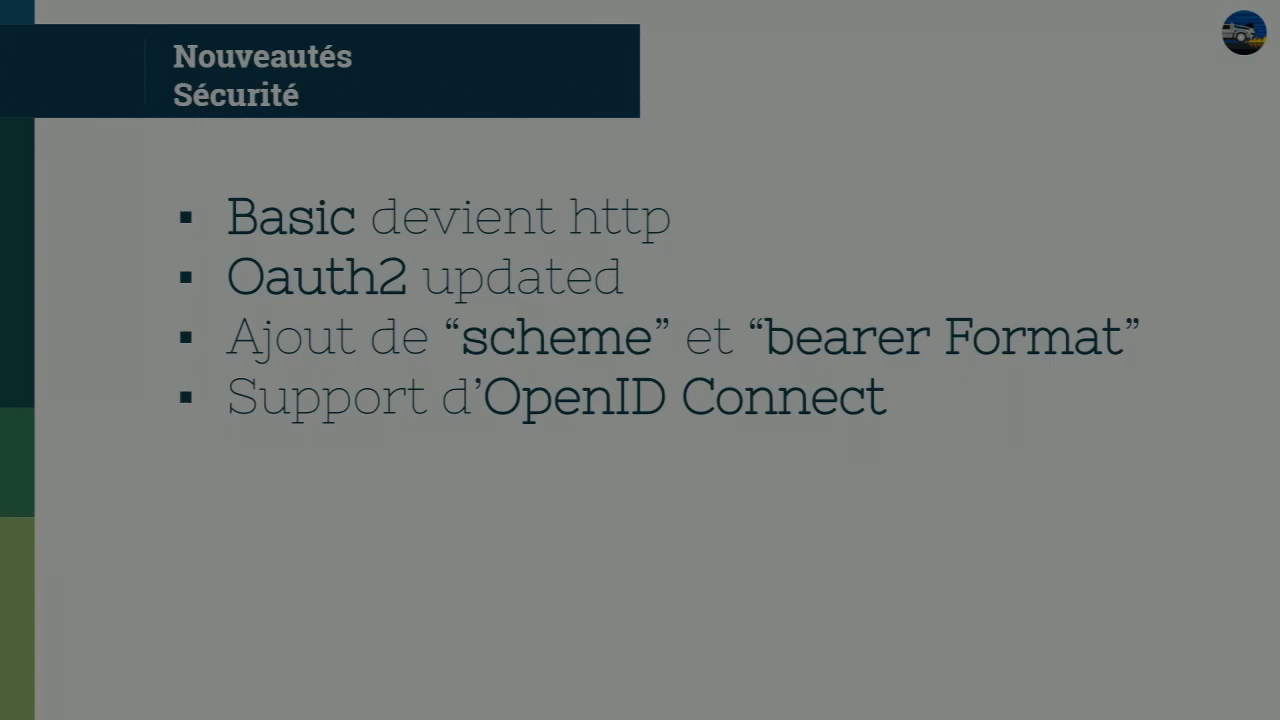 Nouveautés
Sécurité
▪ Basic devient http
▪ Oauth2 updated
▪ Ajout de “scheme” et “bearer Format”
▪ Support d’OpenID Connect